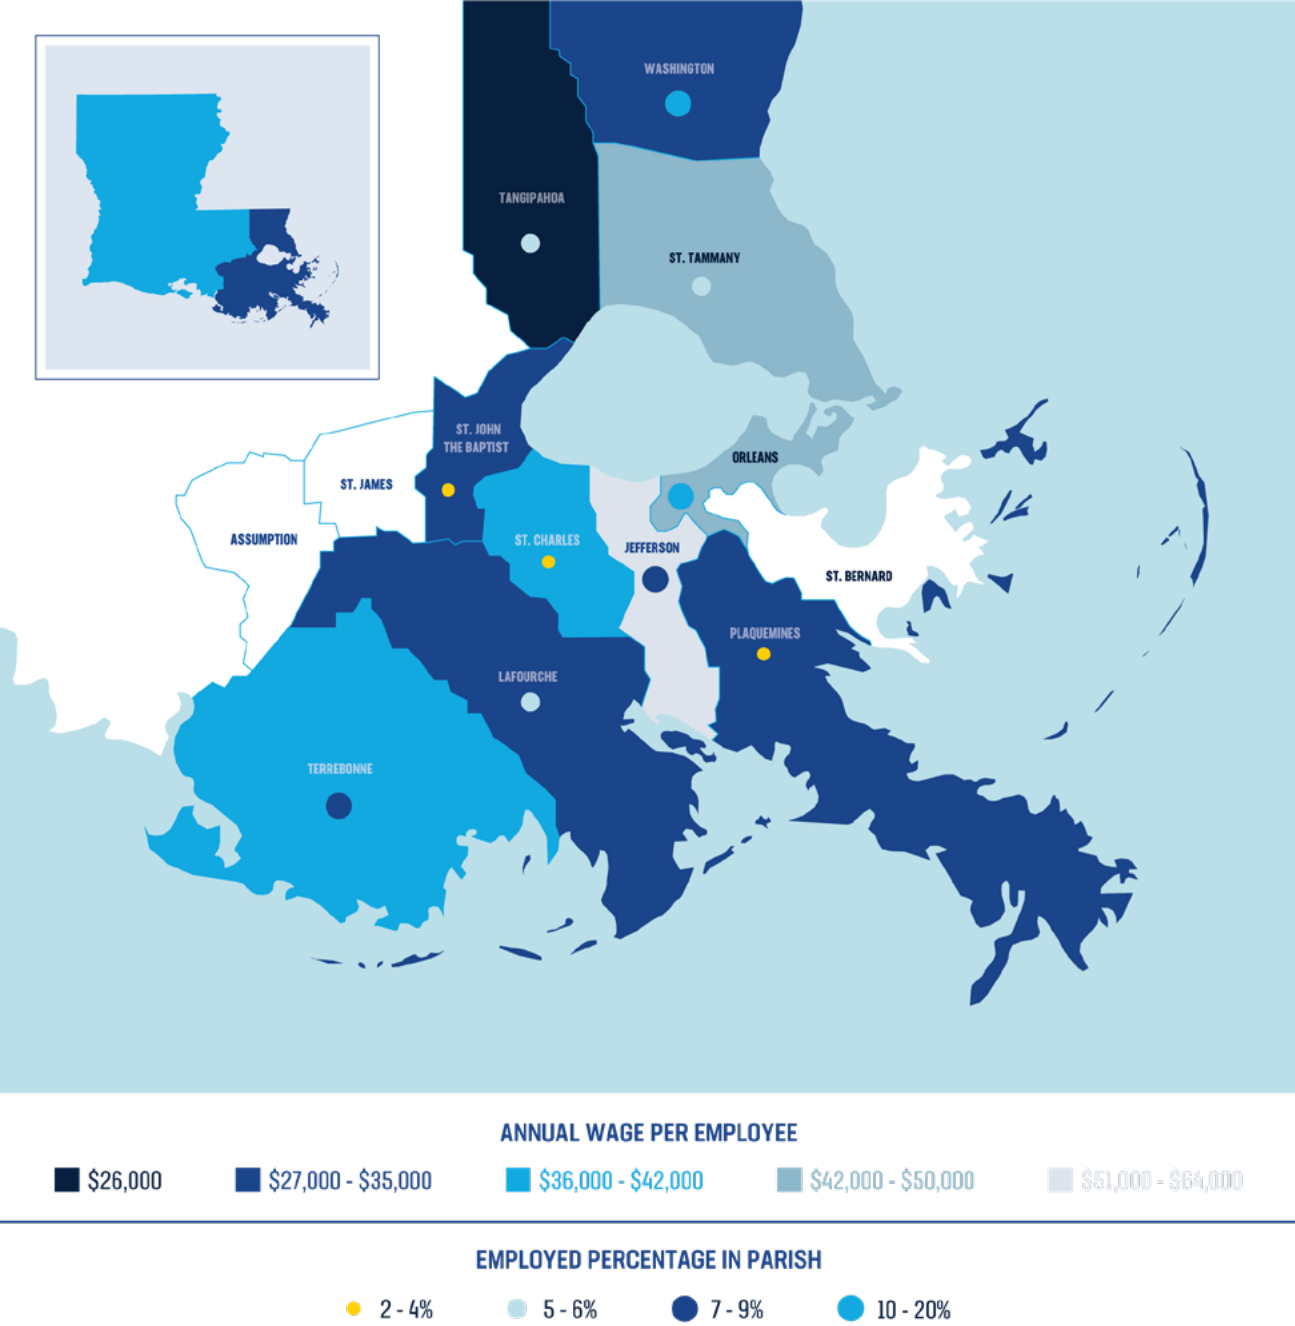 WASHINGTON
TANGIPAHOA
ST. TAMMANY
ST. JOHN
THE BAPTIST
ORLEANS
ST. JAMES
ASSUMPTION
ST. CHARLES
JEFFERSON
ST. BERNARD
PLAQUEMINES
LAFOURCHE
TERREBONNE
ANNUAL WAGE PER EMPLOYEE
$26,000 $27,000 - $35,000 $36,000 - $42,000 $42,000 - $50,000 $51,000 - $64,000
EMPLOYED PERCENTAGE IN PARISH
2 - 4% 5 - 6% 7 - 9% 10 - 20%